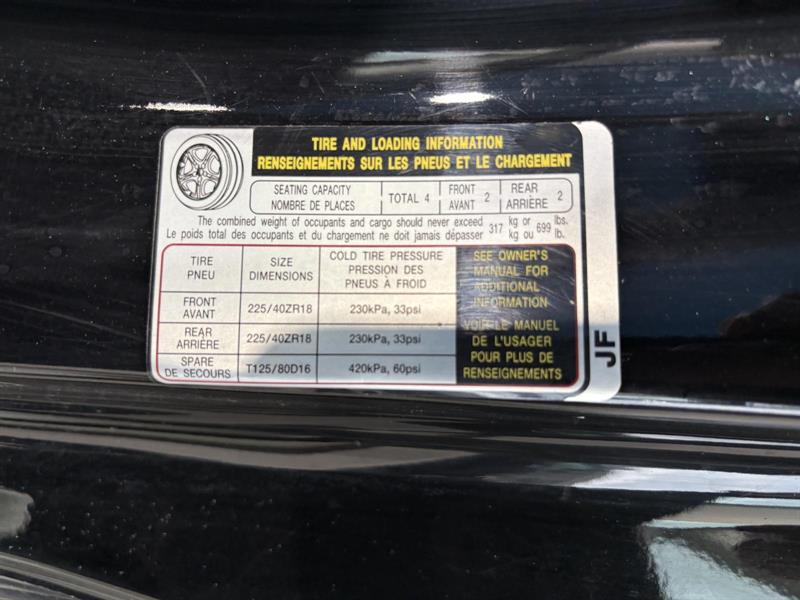 TIRE AND LOADING INFORMATION
RENSEIGNEMENTS SUR LES PNEUS ET LE CHARGEMENT
SEATING CAPACITY
NOMBRE DE PLACES
TOTAL 4
FRONT
AVANT
2
REAR
ARRIÈRE
2
The combined weight of occupants and cargo should never exceed 317 kg or 699 lbs.
Le poids total des occupants et du chargement ne doit jamais dépasser kg ou lb.
TIRE
PNEU
SIZE
DIMENSIONS
COLD TIRE PRESSURE
PRESSION DES
PNEUS À FROID
SEE OWNER'S
MANUAL FOR
ADDITIONAL
INFORMATION
VOIR LE MANUEL
DE L'USAGER
POUR PLUS DE
RENSEIGNEMENTS
FRONT
AVANT
225/40ZR18
230kPa, 33psi
REAR
ARRIÈRE
225/40ZR18
230kPa, 33psi
SPARE
DE SECOURS
T125/80D16
420kPa, 60psi
JF